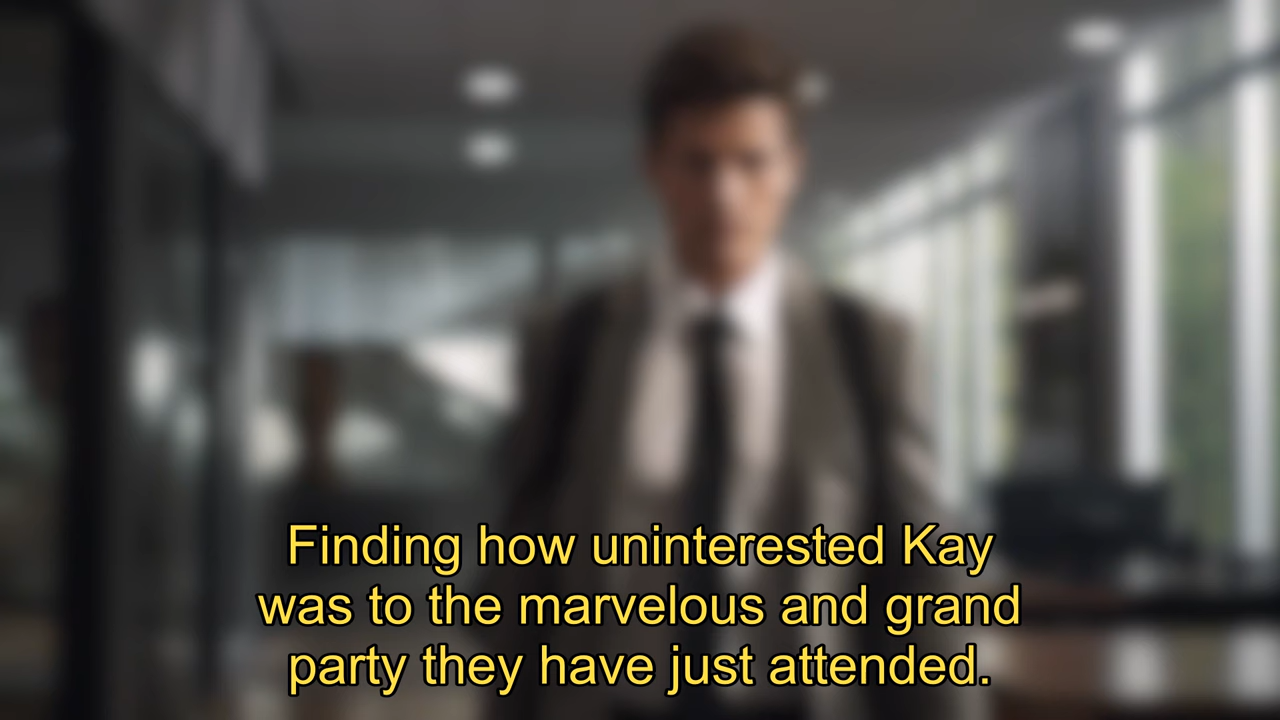 Finding how uninterested Kay
was to the marvelous and grand
party they have just attended.